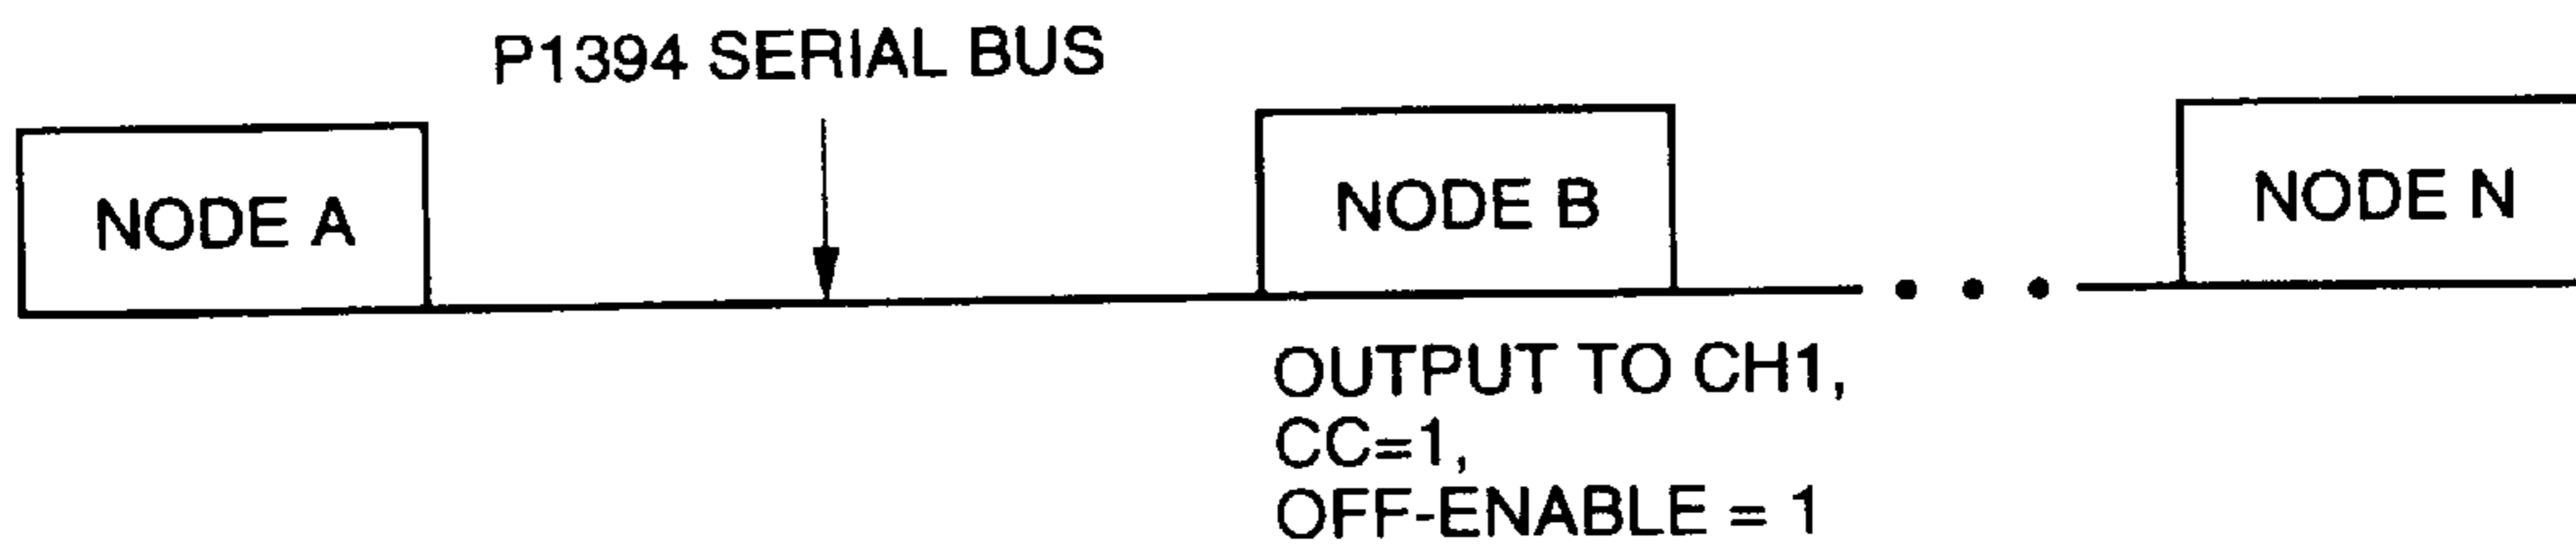 P1394 SERIAL BUS
NODE A
NODE B
NODE N
OUTPUT TO CH1,
CC=1,
OFF-ENABLE = 1